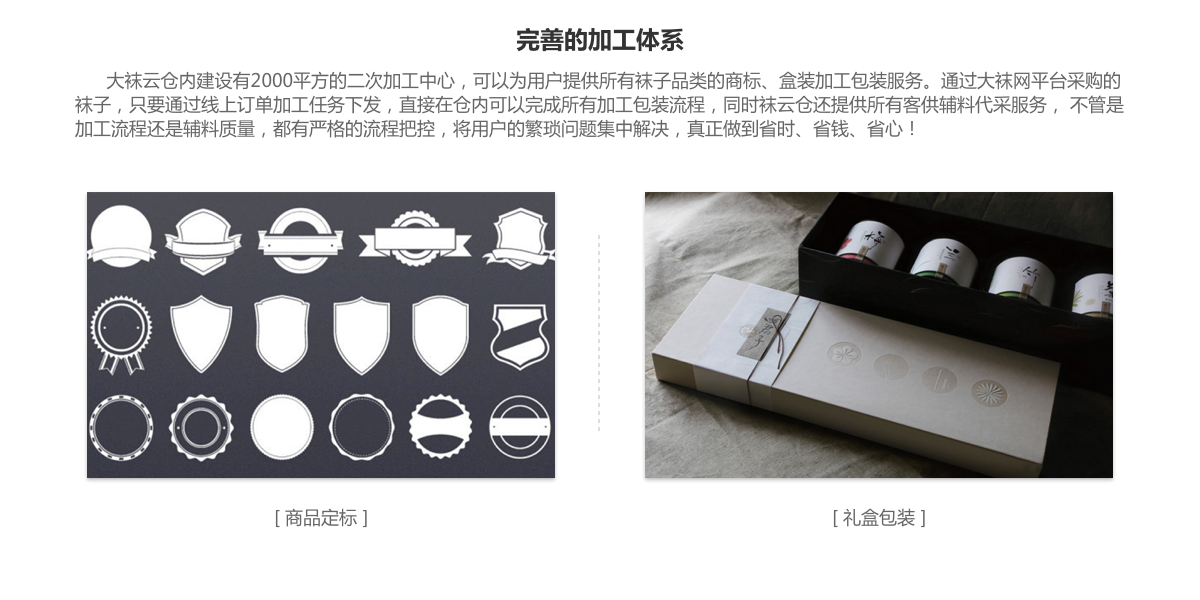 完善的加工体系
大袜云仓内建设有2000平方的二次加工中心，可以为用户提供所有袜子品类的商标、盒装加工包装服务。通过大袜网平台采购的
袜子，只要通过线上订单加工任务下发，直接在仓内可以完成所有加工包装流程，同时袜云仓还提供所有客供辅料代采服务， 不管是
加工流程还是辅料质量，都有严格的流程把控，将用户的繁琐问题集中解决，真正做到省时、省钱、省心！
梅
兰
竹
[ 商品定标 ]
[ 礼盒包装 ]